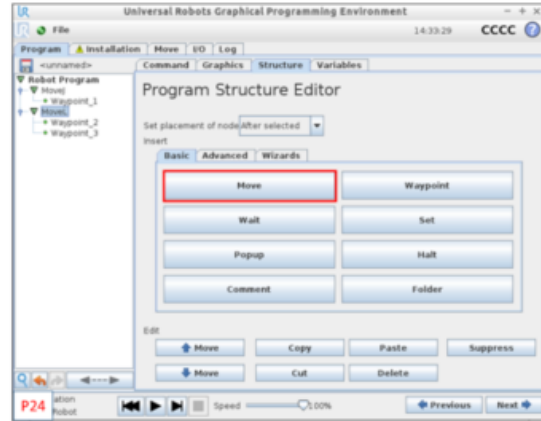 Universal Robots Graphical Programming Environment
File 14:33:29 CCCC ?
Program Installation Move I/O Log
<unnamed> Command Graphics Structure Variables
Robot Program
MoveJ
Waypoint_1
MoveL
Waypoint_2
Waypoint_3
Program Structure Editor
Set placement of node After selected
Insert
Basic Advanced Wizards
Move Waypoint
Wait Set
Popup Halt
Comment Folder
Edit
Move Copy Paste Suppress
Move Cut Delete
P24 ation
Robot
Speed 100%
Previous Next